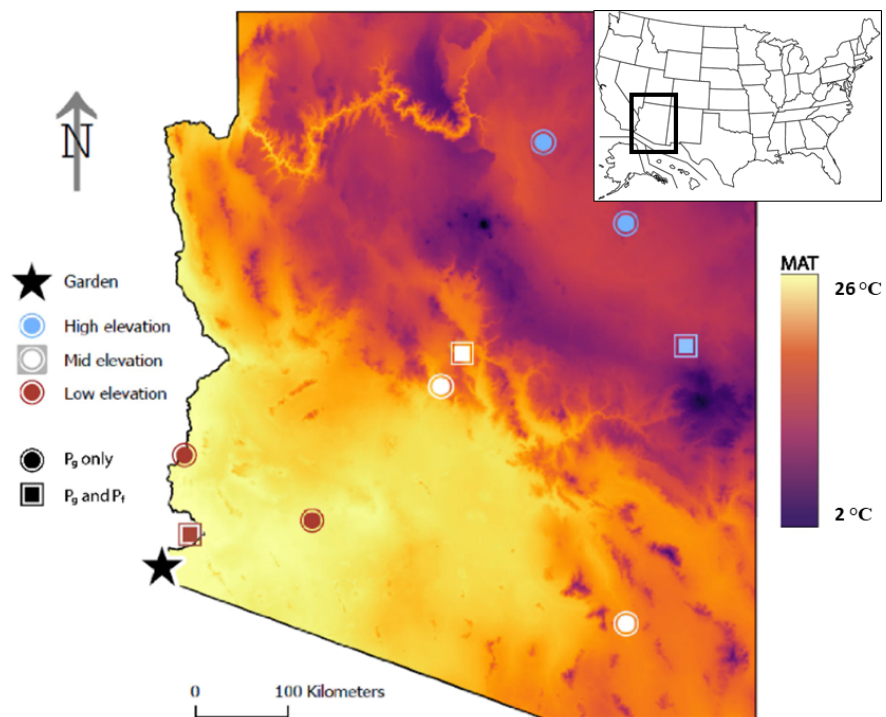 N
Garden
High elevation
Mid elevation
Low elevation
Pg only
Pg and Pf
MAT
26 °C
2 °C
0 100 Kilometers